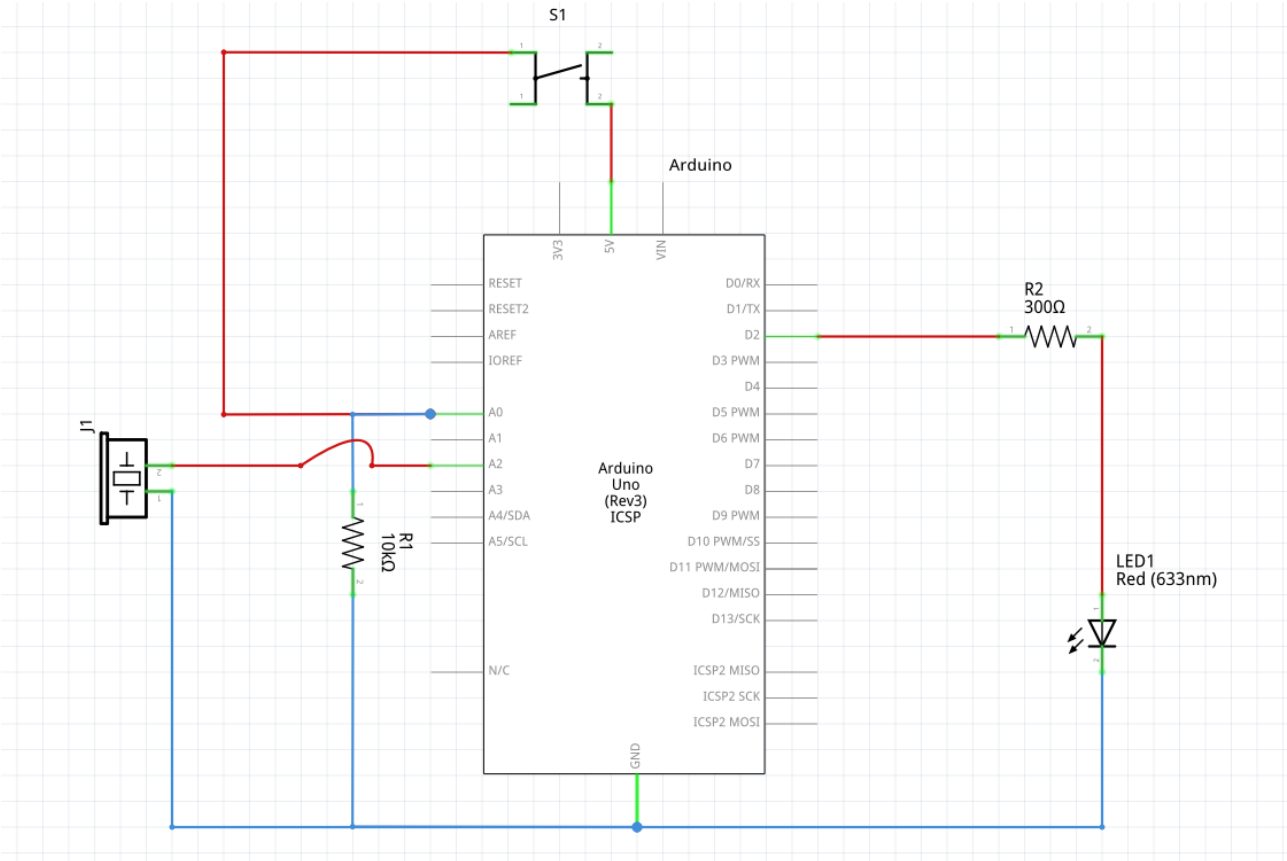 S1
1
2
1
2
Arduino
3V3
5V
VIN
RESET
RESET2
AREF
IOREF
A0
A1
A2
A3
A4/SDA
A5/SCL
N/C
D0/RX
D1/TX
D2
D3 PWM
D4
D5 PWM
D6 PWM
D7
D8
D9 PWM
D10 PWM/SS
D11 PWM/MOSI
D12/MISO
D13/SCK
ICSP2 MISO
ICSP2 SCK
ICSP2 MOSI
Arduino
Uno
(Rev3)
ICSP
GND
J1
2
1
R1
10kΩ
1
2
R2
300Ω
1
2
LED1
Red (633nm)
1
2